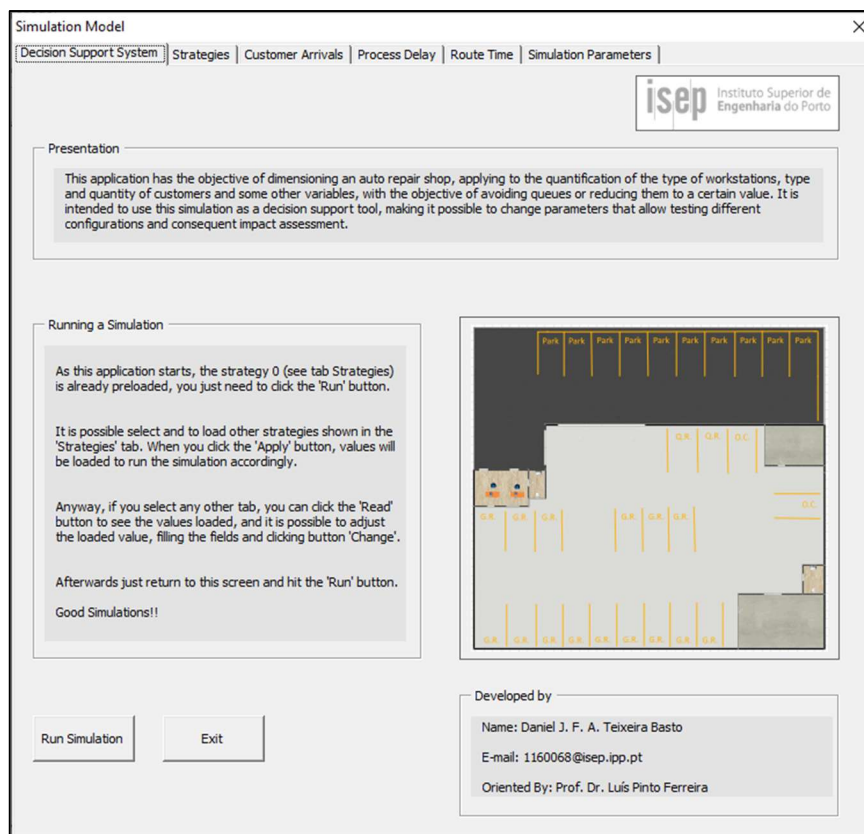 Simulation Model
Decision Support System
Strategies
Customer Arrivals
Process Delay
Route Time
Simulation Parameters
isep
Instituto Superior de
Engenharia do Porto
Presentation
This application has the objective of dimensioning an auto repair shop, applying to the quantification of the type of workstations, type
and quantity of customers and some other variables, with the objective of avoiding queues or reducing them to a certain value. It is
intended to use this simulation as a decision support tool, making it possible to change parameters that allow testing different
configurations and consequent impact assessment.
Running a Simulation
As this application starts, the strategy 0 (see tab Strategies)
is already preloaded, you just need to click the 'Run' button.
It is possible select and to load other strategies shown in the
'Strategies' tab. When you click the 'Apply' button, values will
be loaded to run the simulation accordingly.
Anyway, if you select any other tab, you can click the 'Read'
button to see the values loaded, and it is possible to adjust
the loaded value, filling the fields and clicking button 'Change'.
Afterwards just return to this screen and hit the 'Run' button.
Good Simulations!!
Park Park Park Park Park Park Park Park Park Park
Q.R. Q.R. O.C.
O.C
G.R. G.R. G.R. G.R. G.R. G.R.
G.R. G.R. G.R. G.R. G.R. G.R. G.R. G.R. G.R.
Run Simulation
Exit
Developed by
Name: Daniel J. F. A. Teixeira Basto
E-mail: 1160068@isep.ipp.pt
Oriented By: Prof. Dr. Luís Pinto Ferreira